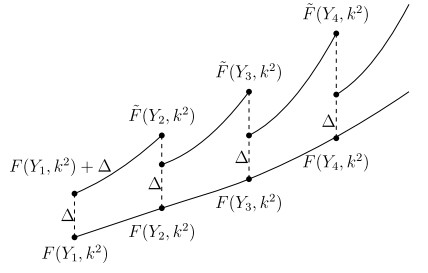 F̃(Y₄, k²)
F̃(Y₃, k²)
F̃(Y₂, k²)
Δ
F(Y₁, k²) + Δ
Δ
F(Y₄, k²)
Δ
F(Y₃, k²)
Δ
F(Y₂, k²)
F(Y₁, k²)